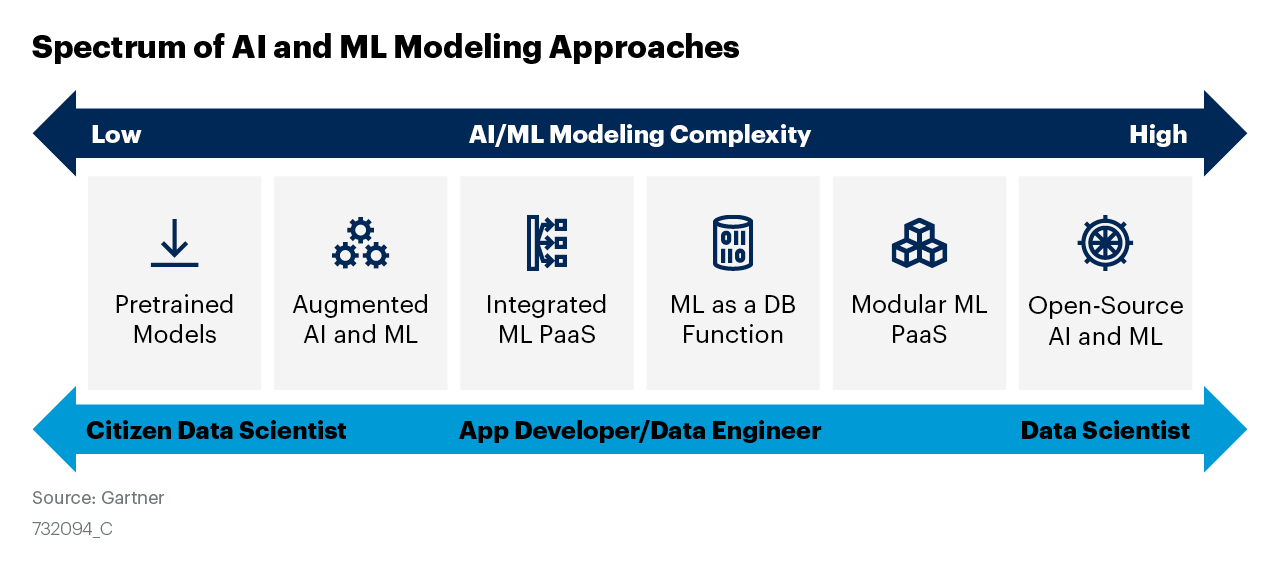 Spectrum of AI and ML Modeling Approaches
Low AI/ML Modeling Complexity High
Pretrained
Models
Augmented
AI and ML
Integrated
ML PaaS
ML as a DB
Function
Modular ML
PaaS
Open-Source
AI and ML
Citizen Data Scientist App Developer/Data Engineer Data Scientist
Source: Gartner
732094_C